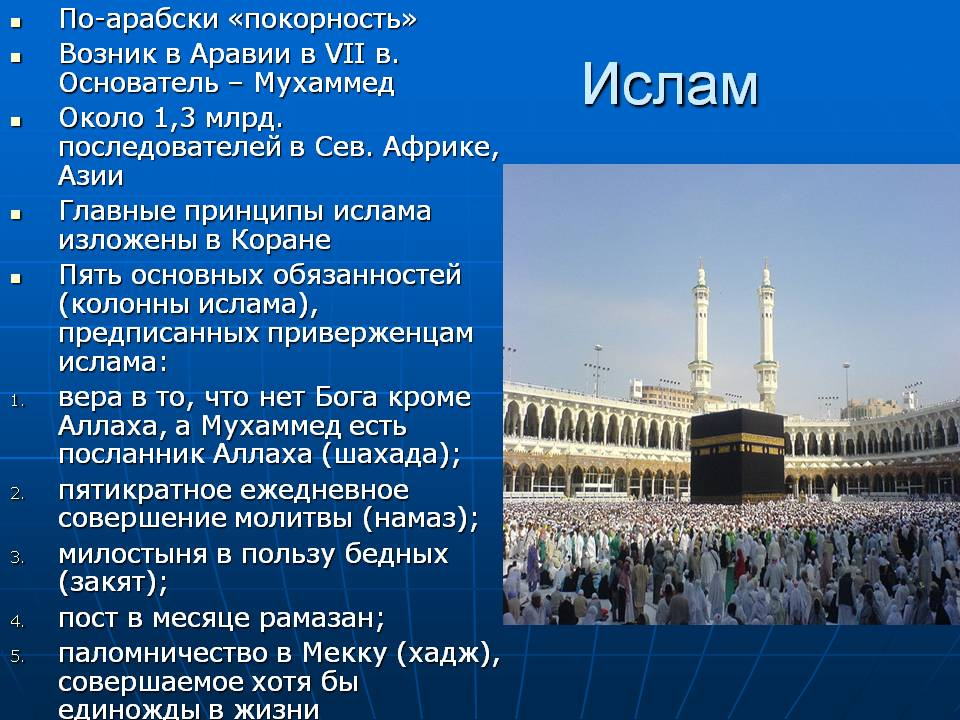 Ислам
По-арабски «покорность»
Возник в Аравии в VII в.
Основатель – Мухаммед
Около 1,3 млрд.
последователей в Сев. Африке,
Азии
Главные принципы ислама
изложены в Коране
Пять основных обязанностей
(колонны ислама),
предписанных приверженцам
ислама:
1. вера в то, что нет Бога кроме
Аллаха, а Мухаммед есть
посланник Аллаха (шахада);
2. пятикратное ежедневное
совершение молитвы (намаз);
3. милостыня в пользу бедных
(закят);
4. пост в месяце рамазан;
5. паломничество в Мекку (хадж),
совершаемое хотя бы
единожды в жизни